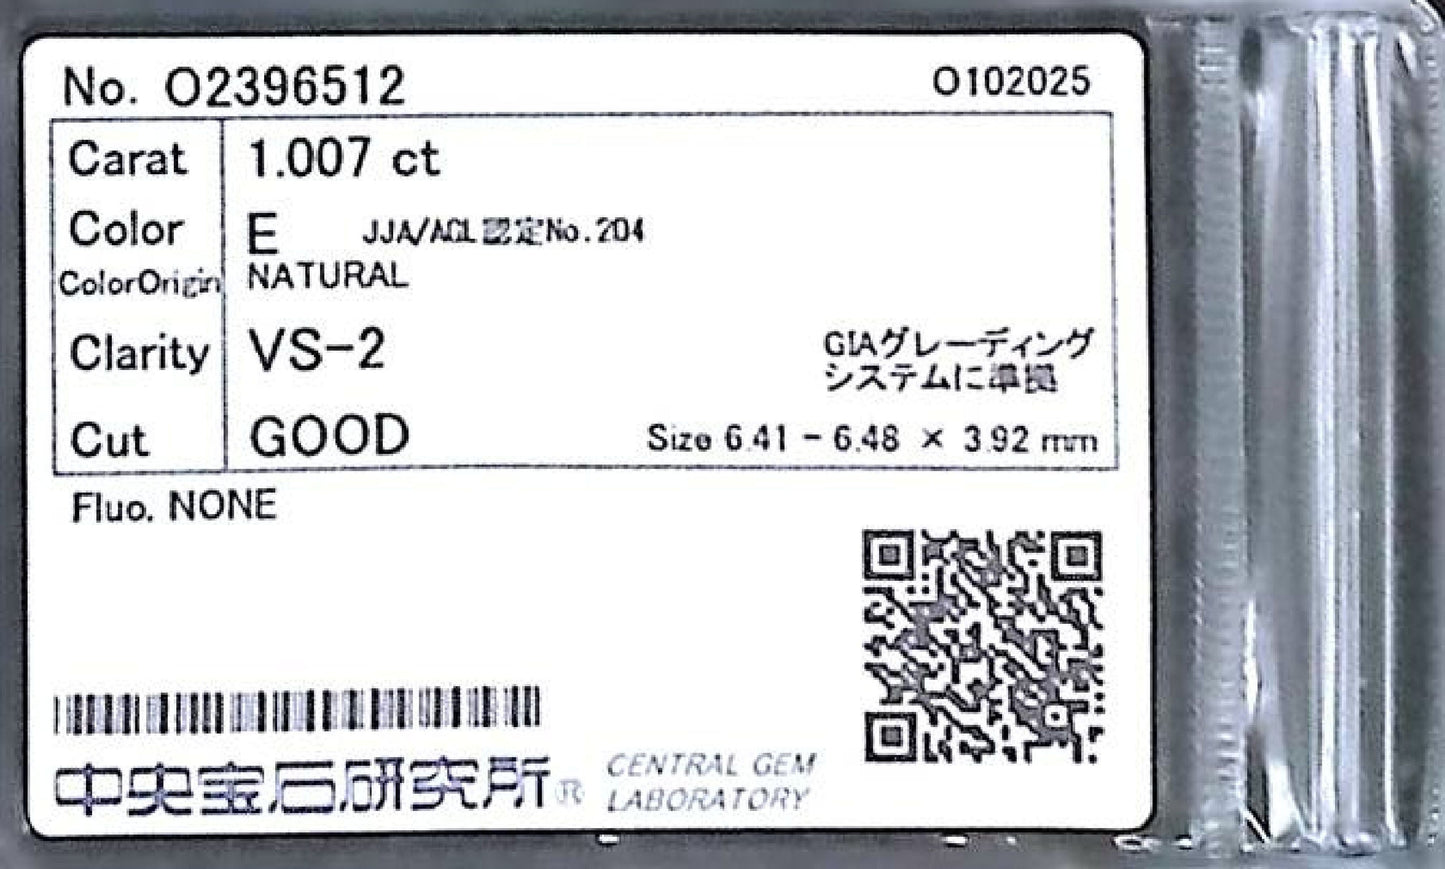 No. O2396512
O102025
Carat 1.007 ct
Color E JJA/AGL認定No.204
ColorOrigin NATURAL
Clarity VS-2
GIAグレーディング
システムに準拠
Cut GOOD Size 6.41 - 6.48 × 3.92 mm
Fluo. NONE
中央宝石研究所® CENTRAL GEM
LABORATORY